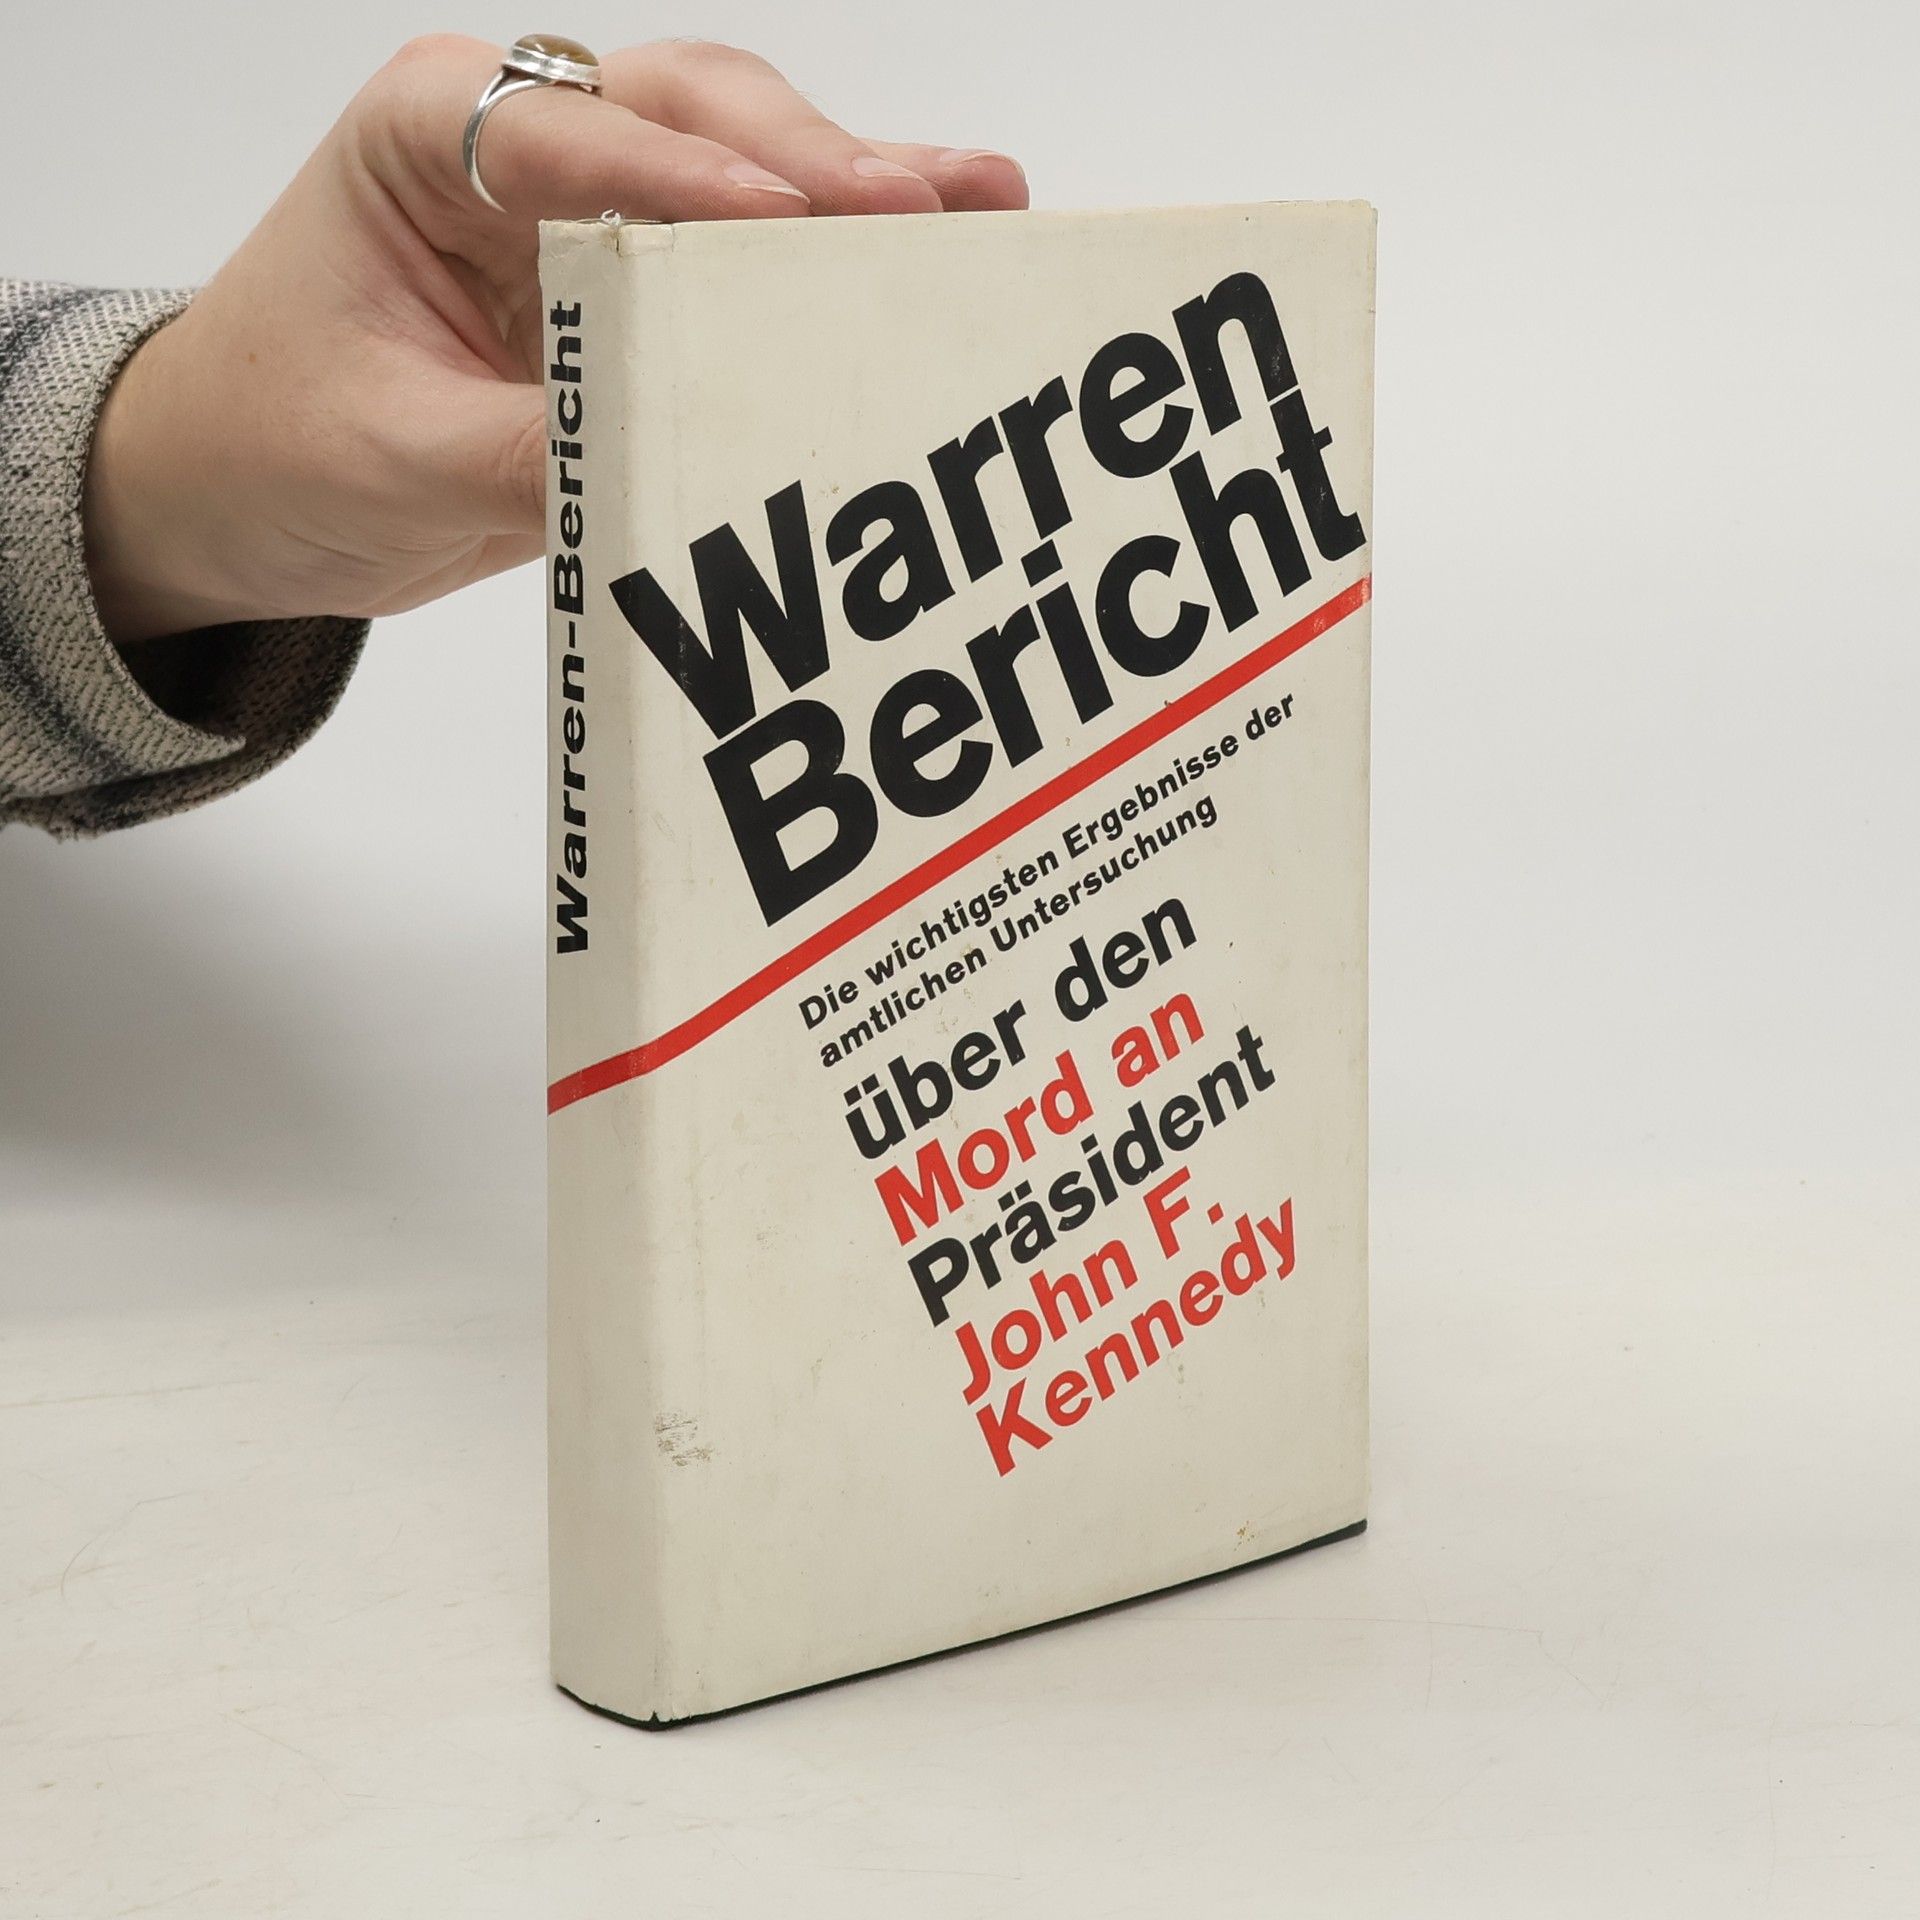 Warren-Bericht
Warren
Bericht
Die wichtigsten Ergebnisse der
amtlichen Untersuchung
über den
Mord an
Präsident
John F.
Kennedy